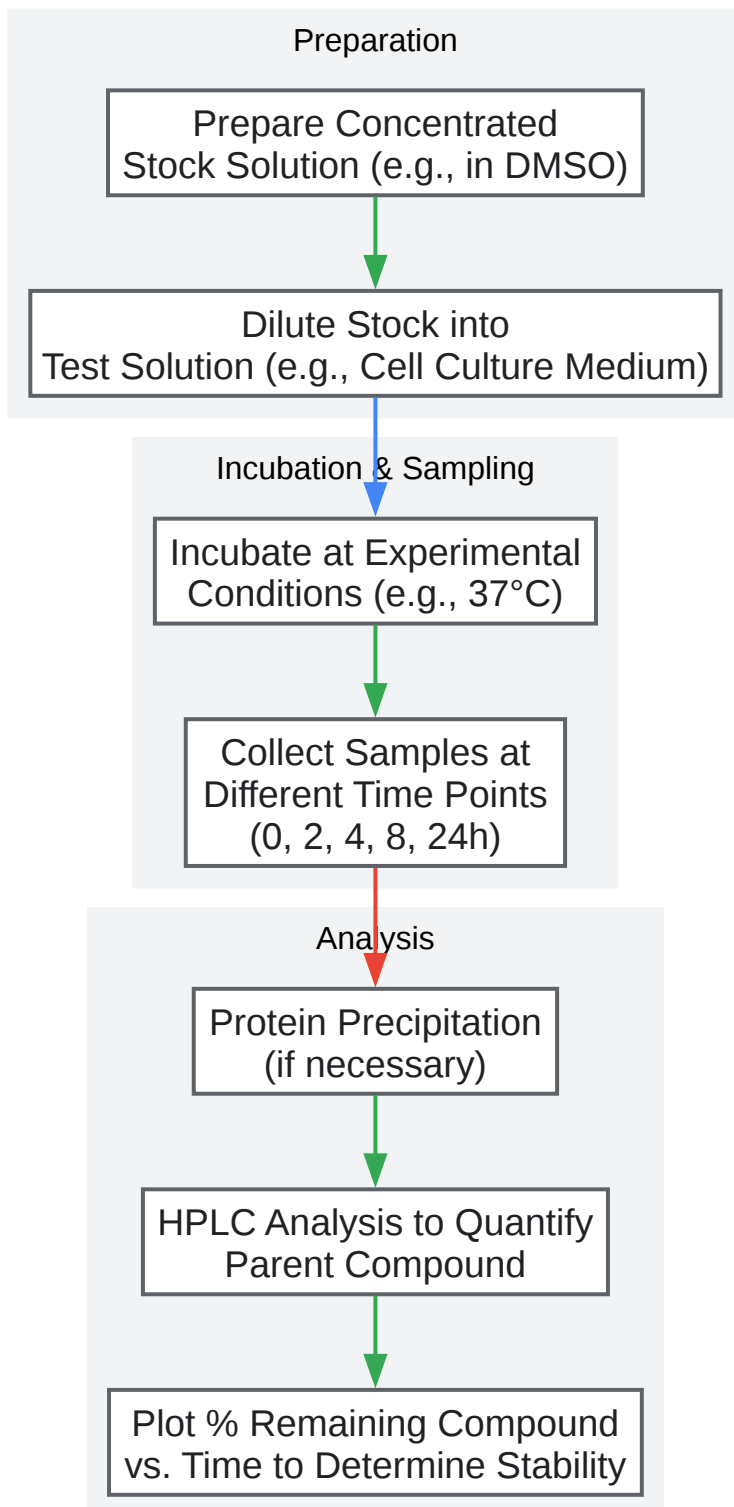 Preparation
Prepare Concentrated
Stock Solution (e.g., in DMSO)
Dilute Stock into
Test Solution (e.g., Cell Culture Medium)
Incubation & Sampling
Incubate at Experimental
Conditions (e.g., 37°C)
Collect Samples at
Different Time Points
(0, 2, 4, 8, 24h)
Analysis
Protein Precipitation
(if necessary)
HPLC Analysis to Quantify
Parent Compound
Plot % Remaining Compound
vs. Time to Determine Stability